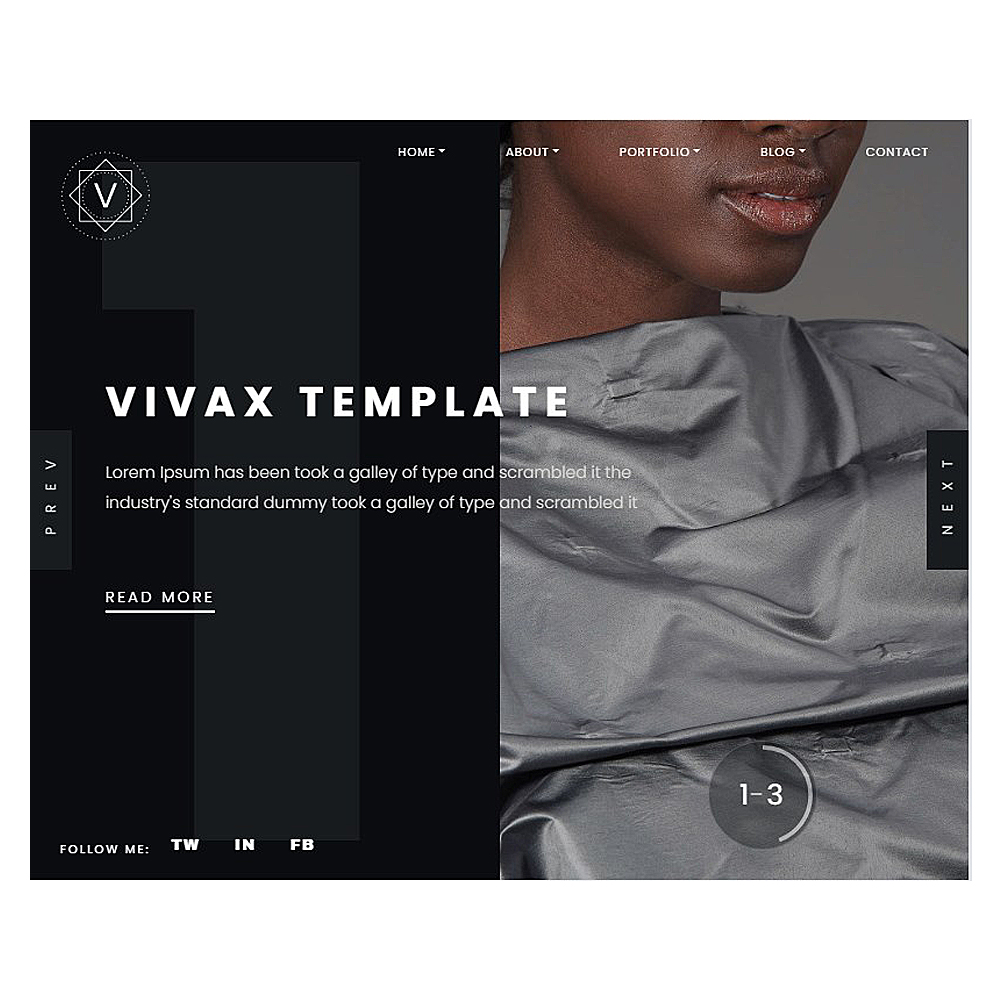 HOME ABOUT PORTFOLIO BLOG CONTACT
V
1
VIVAX TEMPLATE
Lorem Ipsum has been took a galley of type and scrambled it the
industry's standard dummy took a galley of type and scrambled it
PREV
NEXT
READ MORE
1-3
FOLLOW ME: TW IN FB